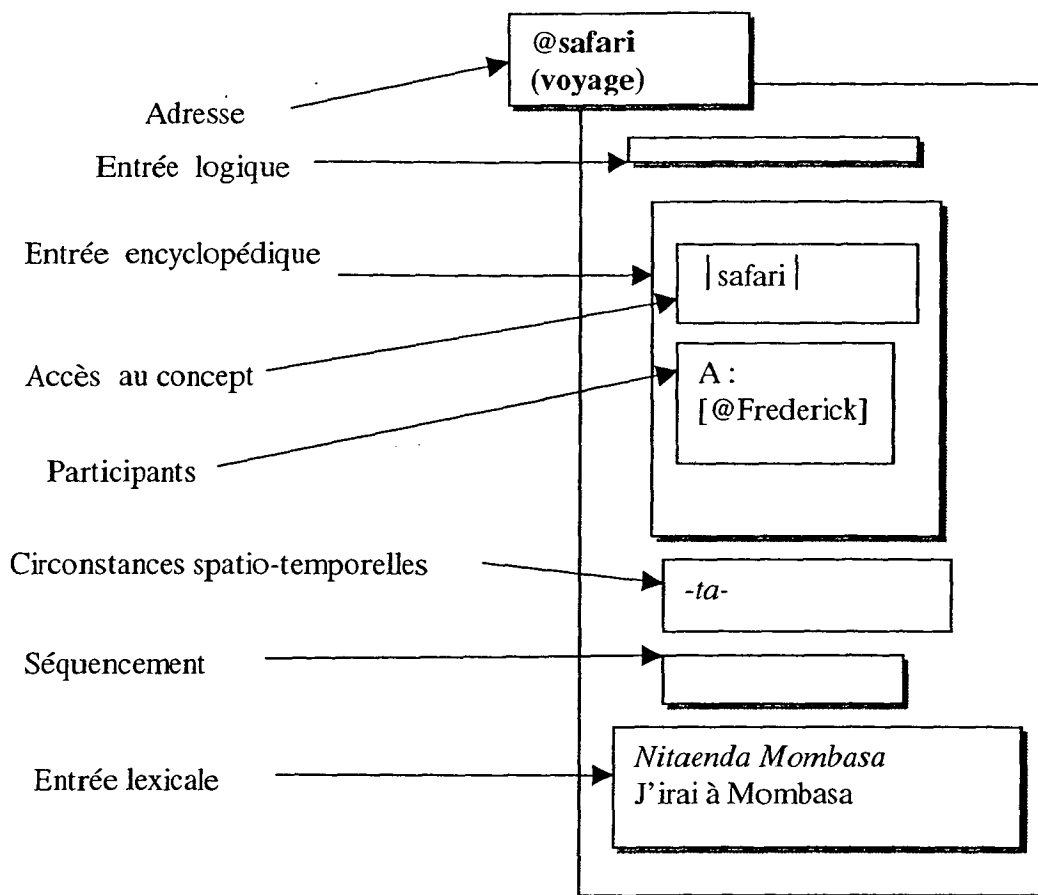 @safari
(voyage)
Adresse
Entrée logique
Entrée encyclopédique
|safari|
Accès au concept
A :
[@Frederick]
Participants
Circonstances spatio-temporelles
-ta-
Séquencement
Entrée lexicale
Nitaenda Mombasa
J'irai à Mombasa